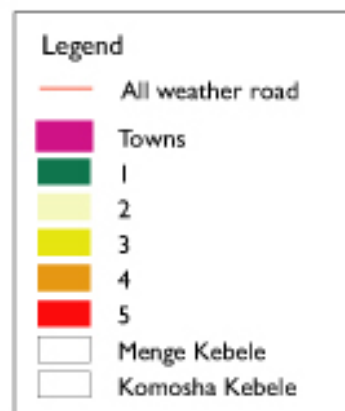 Legend
All weather road
Towns
1
2
3
4
5
Menge Kebele
Komosha Kebele